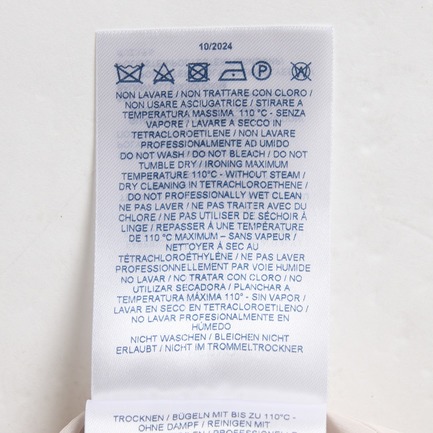 10/2024
NON LAVARE / NON TRATTARE CON CLORO /
NON USARE ASCIUGATRICE / STIRARE A
TEMPERATURA MASSIMA 110 °C - SENZA
VAPORE / LAVARE A SECCO IN
TETRACLOROETILENE / NON LAVARE
PROFESSIONALMENTE AD UMIDO
DO NOT WASH / DO NOT BLEACH / DO NOT
TUMBLE DRY / IRONING MAXIMUM
TEMPERATURE 110°C - WITHOUT STEAM /
DRY CLEANING IN TETRACHLOROETHENE /
DO NOT PROFESSIONALLY WET CLEAN
NE PAS LAVER / NE PAS TRAITER AVEC DU
CHLORE / NE PAS UTILISER DE SÉCHOIR À
LINGE / REPASSER À UNE TEMPÉRATURE
DE 110 °C MAXIMUM – SANS VAPEUR /
NETTOYER À SEC AU
TÉTRACHLOROÉTHYLÈNE / NE PAS LAVER
PROFESSIONNELLEMENT PAR VOIE HUMIDE
NO LAVAR / NO TRATAR CON CLORO / NO
UTILIZAR SECADORA / PLANCHAR A
TEMPERATURA MÁXIMA 110° - SIN VAPOR /
LAVAR EN SECO EN TETRACLOROETILENO /
NO LAVAR PROFESIONALMENTE EN
HÚMEDO
NICHT WASCHEN / BLEICHEN NICHT
ERLAUBT / NICHT IM TROMMELTROCKNER
TROCKNEN / BÜGELN MIT BIS ZU 110°C-
OHNE DAMPF / REINIGEN MIT